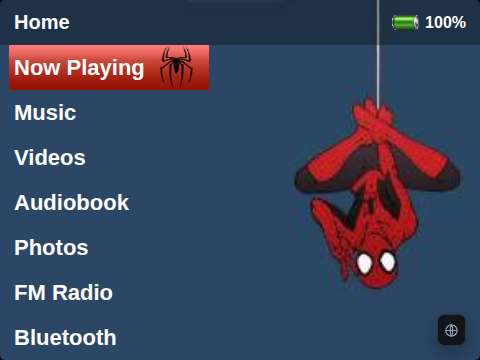 Home
100%
Now Playing
Music
Videos
Audiobook
Photos
FM Radio
Bluetooth